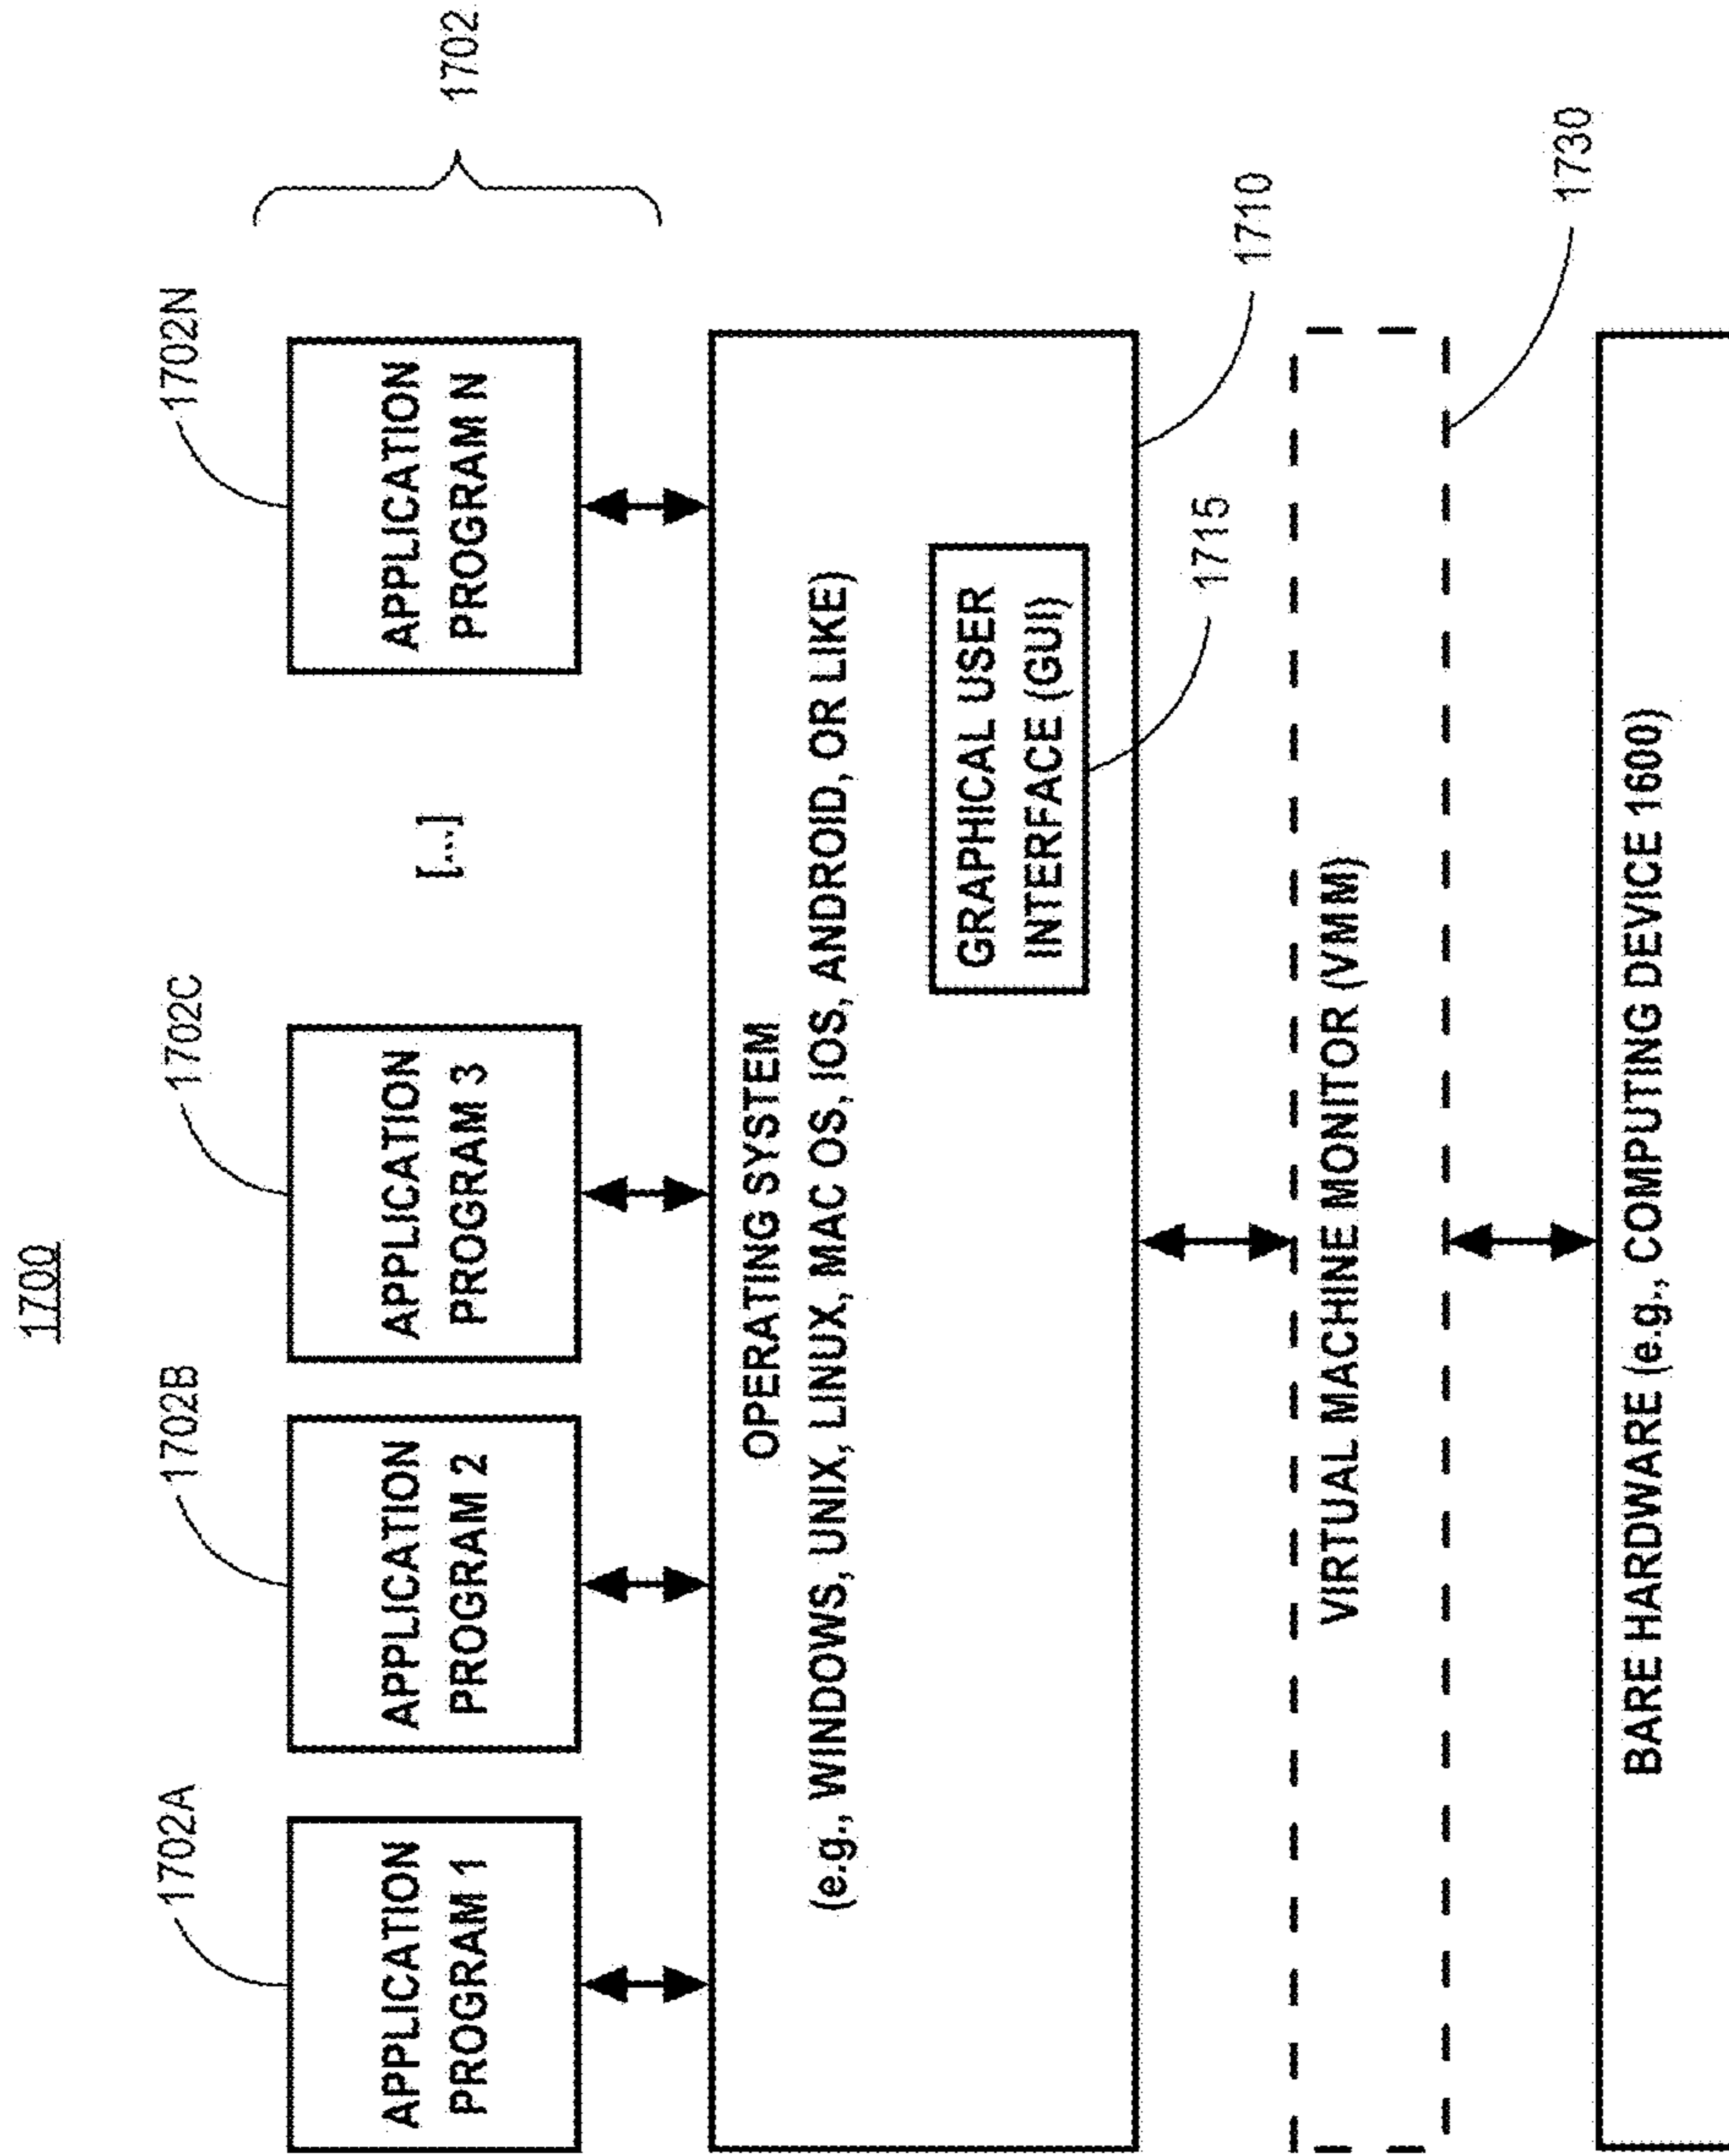 1700
1702A
1702B
1702C
1702N
APPLICATION
PROGRAM 1
APPLICATION
PROGRAM 2
APPLICATION
PROGRAM 3
[...]
APPLICATION
PROGRAM N
1702
OPERATING SYSTEM
(e.g., WINDOWS, UNIX, LINUX, MAC OS, IOS, ANDROID, OR LIKE)
GRAPHICAL USER
INTERFACE (GUI)
1710
1715
VIRTUAL MACHINE MONITOR (VMM)
1730
BARE HARDWARE (e.g., COMPUTING DEVICE 1600)